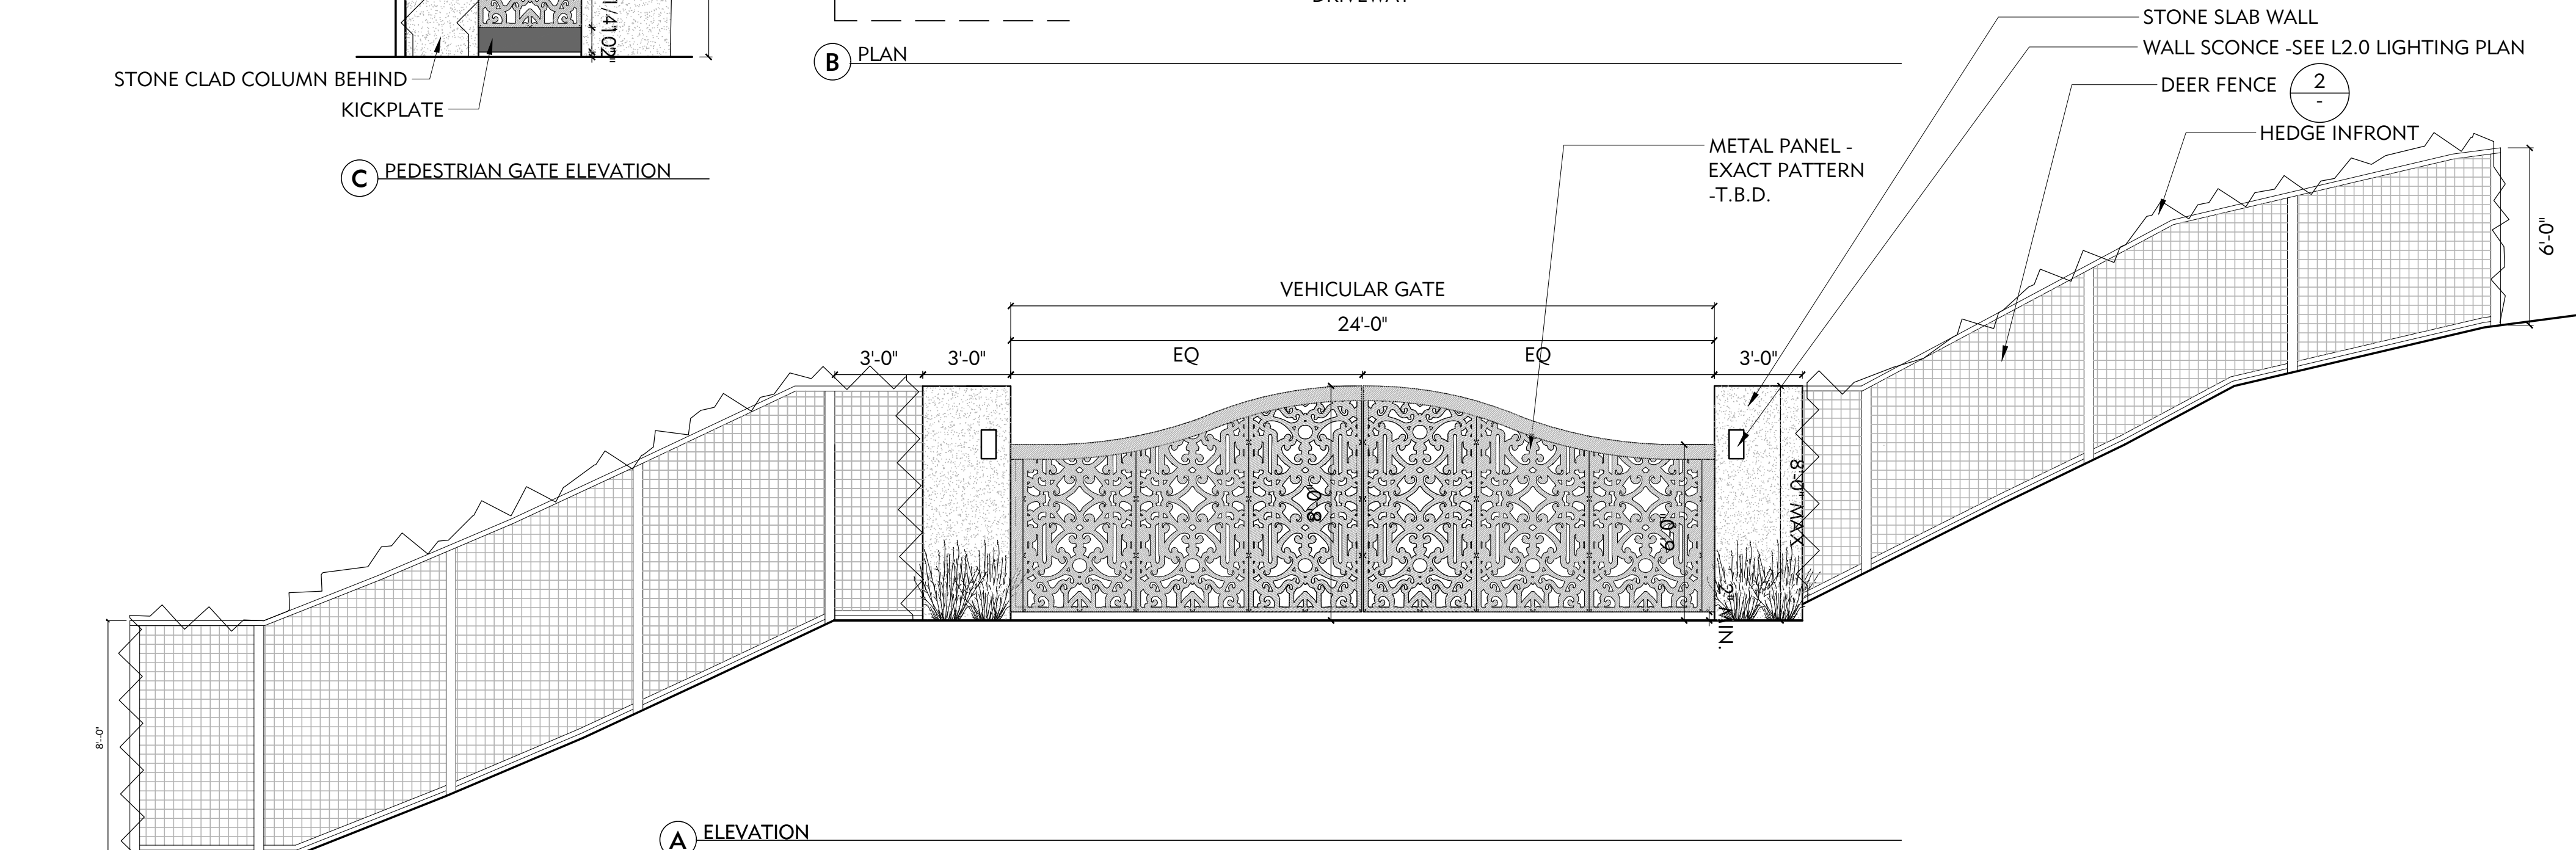 STONE CLAD COLUMN BEHIND
KICKPLATE
C PEDESTRIAN GATE ELEVATION
B PLAN
STONE SLAB WALL
WALL SCONCE -SEE L2.0 LIGHTING PLAN
DEER FENCE
2
-
HEDGE INFRONT
METAL PANEL -
EXACT PATTERN
-T.B.D.
6'-0"
VEHICULAR GATE
24'-0"
3'-0" 3'-0" EQ EQ 3'-0"
8'-0"
6'-0"
8'-0" MAX
2" MIN.
8'-0"
A ELEVATION